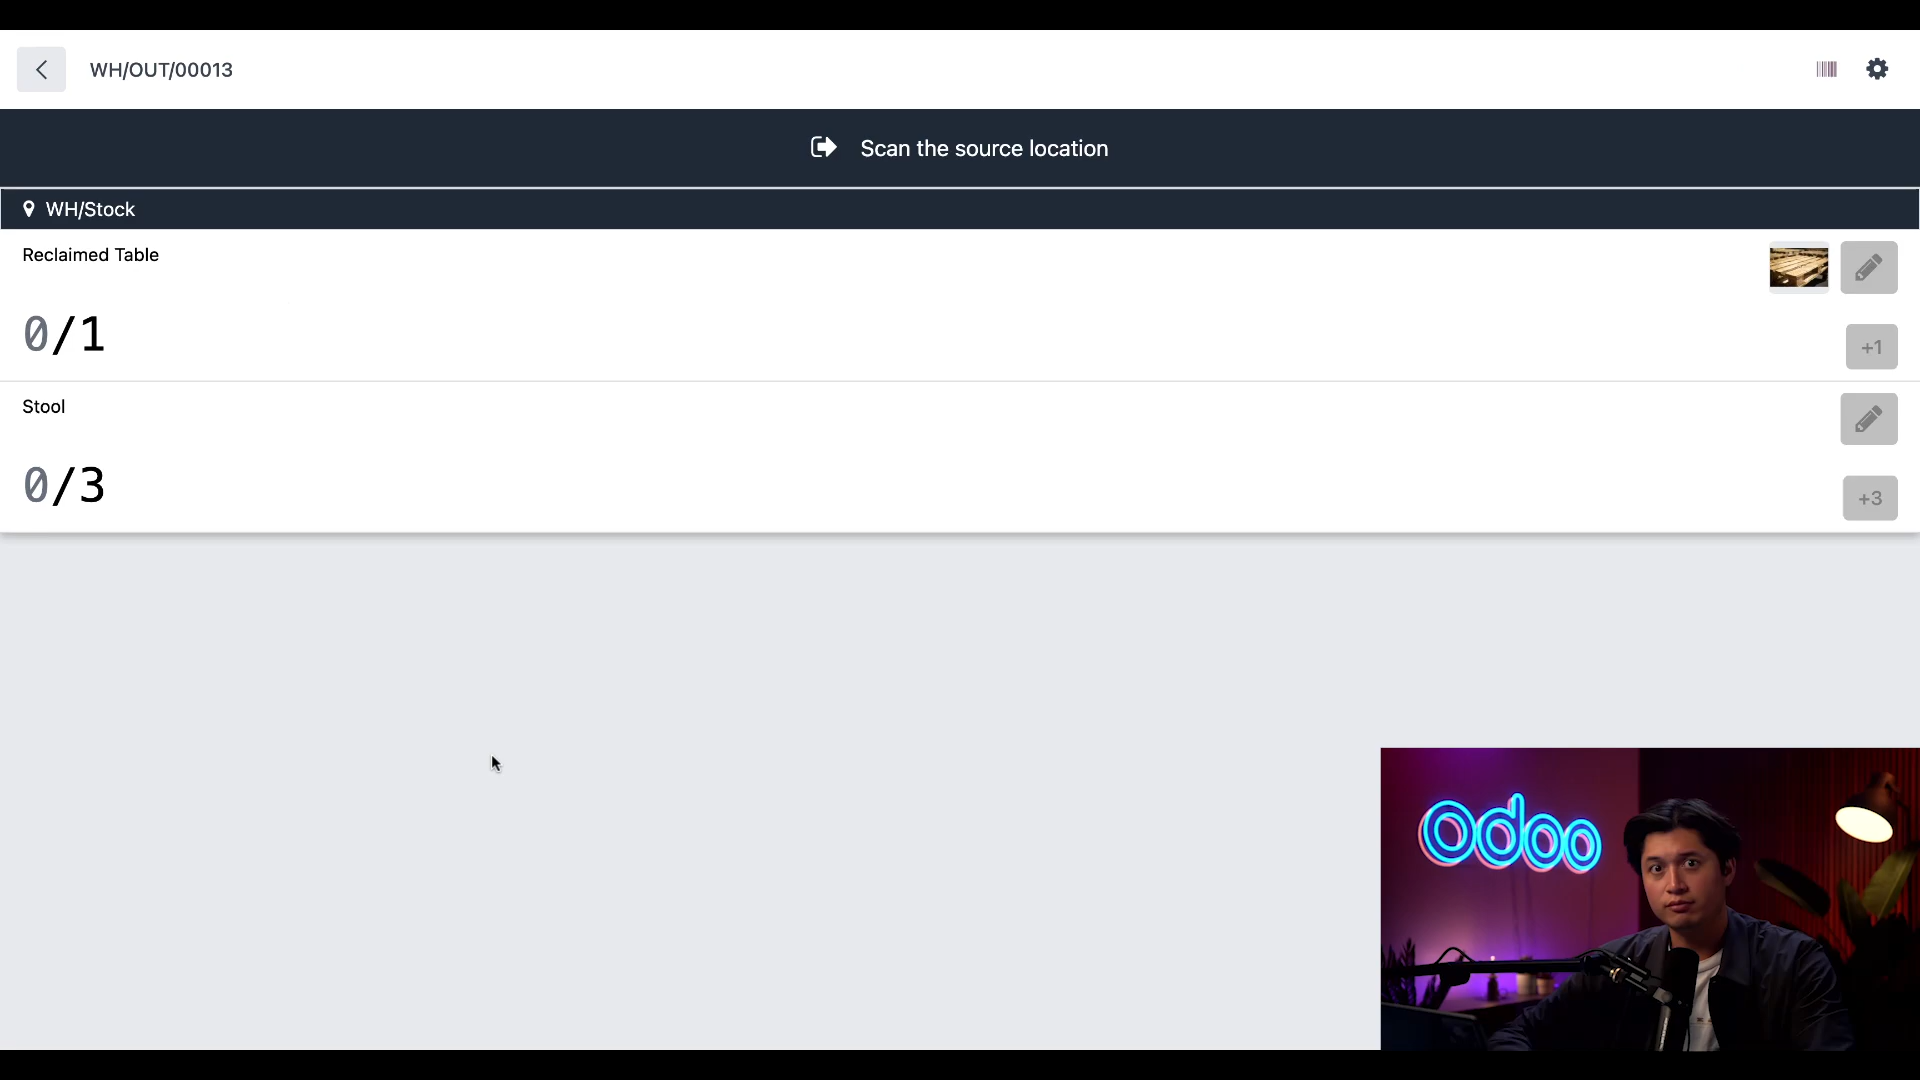 WH/OUT/00013
Scan the source location
WH/Stock
Reclaimed Table
0/1
+1
Stool
0/3
+3
odoo